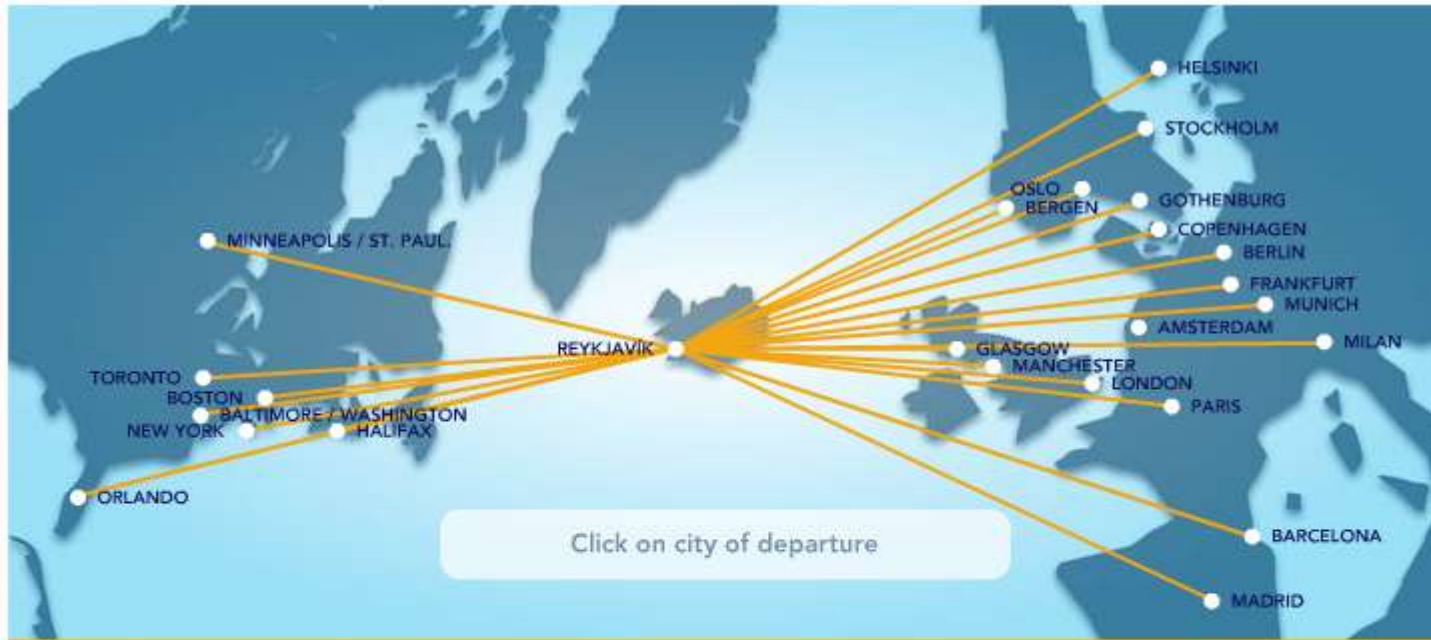 HELSINKI
STOCKHOLM
OSLO
GOTHENBURG
BERGEN
COPENHAGEN
MINNEAPOLIS / ST. PAUL.
BERLIN
FRANKFURT
MUNICH
AMSTERDAM
REYKJAVÍK
GLASGOW
MILAN
MANCHESTER
TORONTO
LONDON
BOSTON
PARIS
BALTIMORE / WASHINGTON
NEW YORK
HALIFAX
ORLANDO
Click on city of departure
BARCELONA
MADRID